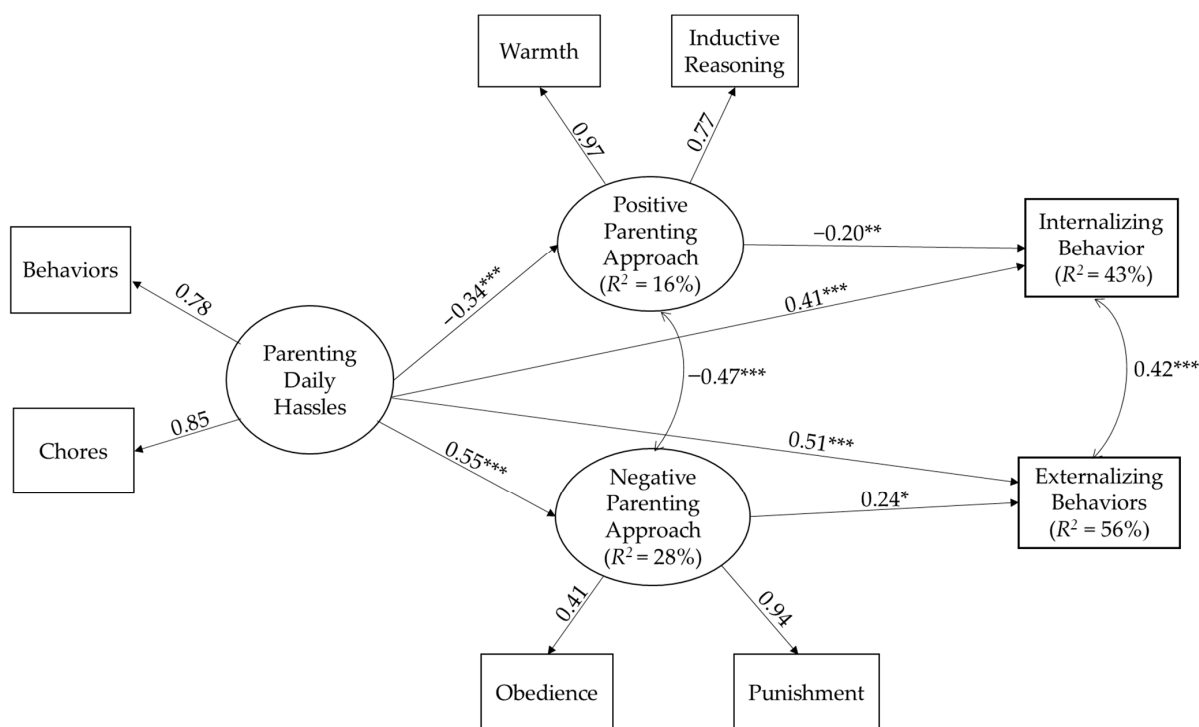 Warmth
Inductive
Reasoning
0.97
0.77
Positive
Parenting
Approach
(R² = 16%)
−0.20**
Internalizing
Behavior
(R² = 43%)
Behaviors
0.78
−0.34***
0.41***
Parenting
Daily
Hassles
−0.47***
0.42***
Chores
0.85
0.55***
0.51***
Negative
Parenting
Approach
(R² = 28%)
0.24*
Externalizing
Behaviors
(R² = 56%)
0.41
0.94
Obedience
Punishment